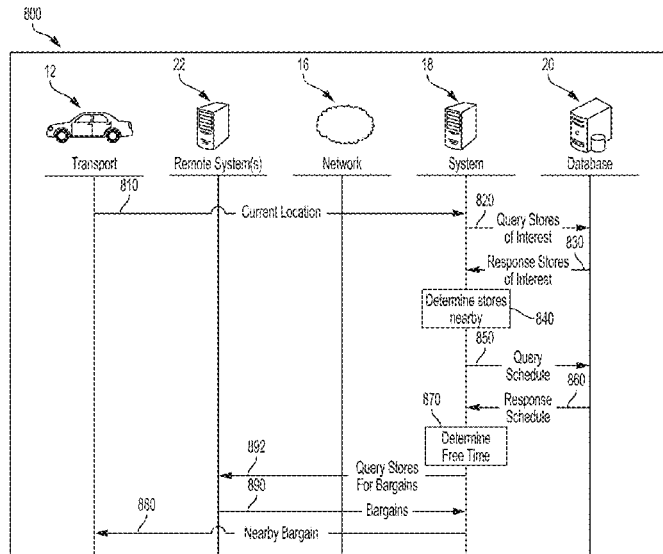 800
12
22
16
18
20
Transport
Remote System(s)
Network
System
Database
810
Current Location
820
Query Stores
of Interest
830
Response Stores
of Interest
Determine stores
nearby
840
850
Query
Schedule
860
Response
Schedule
870
Determine
Free Time
892
Query Stores
For Bargains
890
Bargains
880
Nearby Bargain